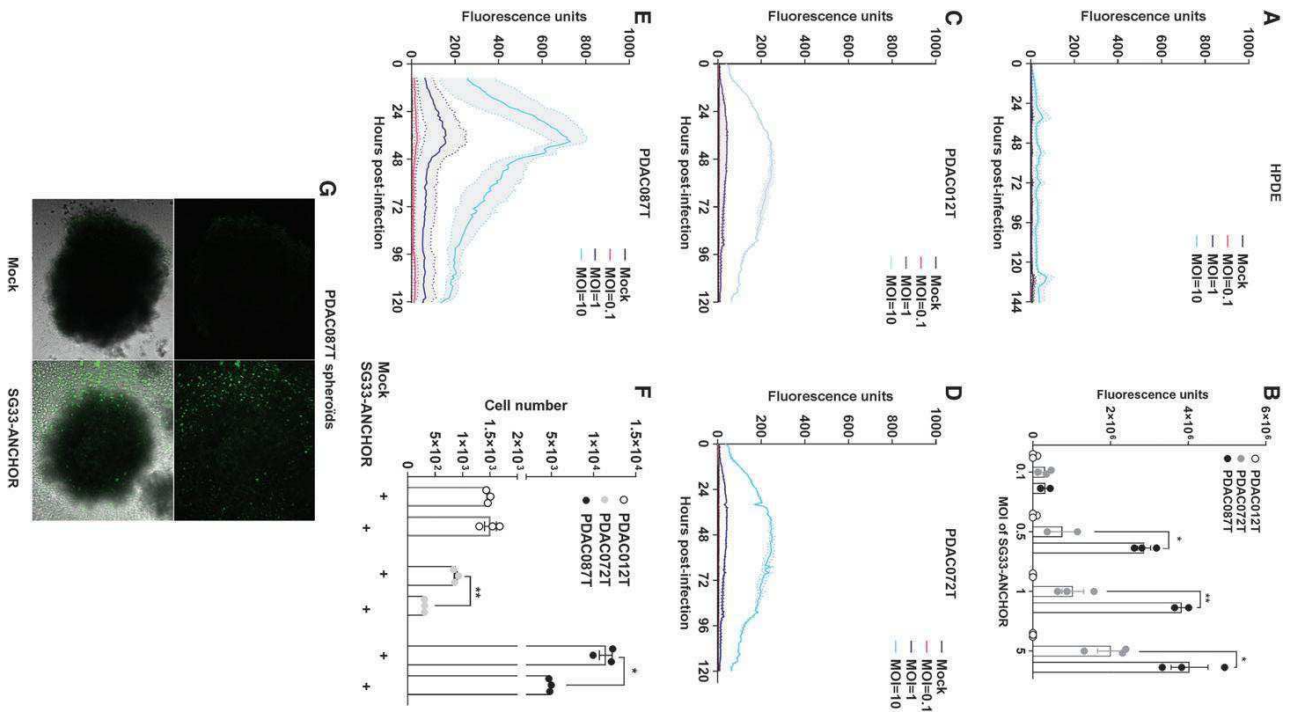 A
HPDE
Fluorescence units
1000
800
600
400
200
0
0 24 48 72 96 120 144
Hours post-infection
Mock
MOI=0.1
MOI=1
MOI=10
B
Fluorescence units
6×10⁶
4×10⁶
2×10⁶
0
PDAC012T
PDAC072T
PDAC087T
* ** *
0.1 0.5 1 5
MOI of SG33-ANCHOR
C
PDAC012T
Fluorescence units
1000
800
600
400
200
0
0 24 48 72 96 120
Hours post-infection
Mock
MOI=0.1
MOI=1
MOI=10
D
PDAC072T
Fluorescence units
1000
800
600
400
200
0
0 24 48 72 96 120
Hours post-infection
Mock
MOI=0.1
MOI=1
MOI=10
E
PDAC087T
Fluorescence units
1000
800
600
400
200
0
0 24 48 72 96 120
Hours post-infection
Mock
MOI=0.1
MOI=1
MOI=10
F
Cell number
1.5×10⁴
1×10⁴
5×10³
2×10³
1.5×10³
1×10³
5×10²
0
PDAC012T
PDAC072T
PDAC087T
** *
Mock + + +
SG33-ANCHOR + + +
G
PDAC087T spheroids
Mock SG33-ANCHOR